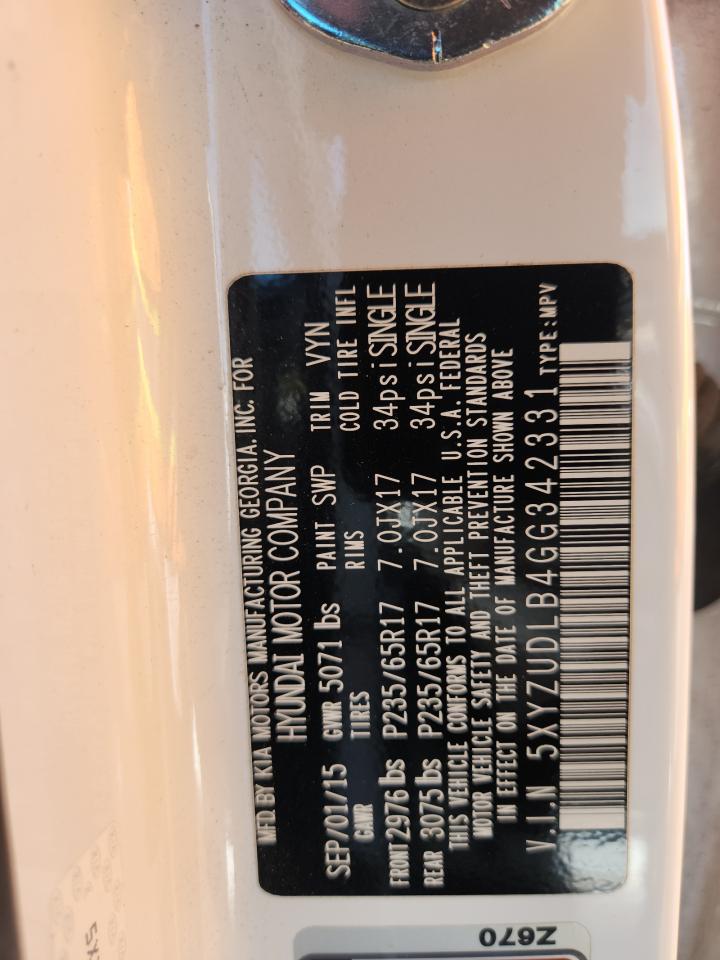 MFD. BY KIA MOTORS MANUFACTURING GEORGIA, INC. FOR
HYUNDAI MOTOR COMPANY
SEP/01/15 GVWR 5071 lbs PAINT SWP TRIM VYN
GAWR TIRES RIMS COLD TIRE INFL
FRONT 2976 lbs P235/65R17 7.0JX17 34psi SINGLE
REAR 3075 lbs P235/65R17 7.0JX17 34psi SINGLE
THIS VEHICLE CONFORMS TO ALL APPLICABLE U.S.A. FEDERAL
MOTOR VEHICLE SAFETY AND THEFT PREVENTION STANDARDS
IN EFFECT ON THE DATE OF MANUFACTURE SHOWN ABOVE
V.I.N 5XYZUDLB4GG342331 TYPE:MPV
Z670